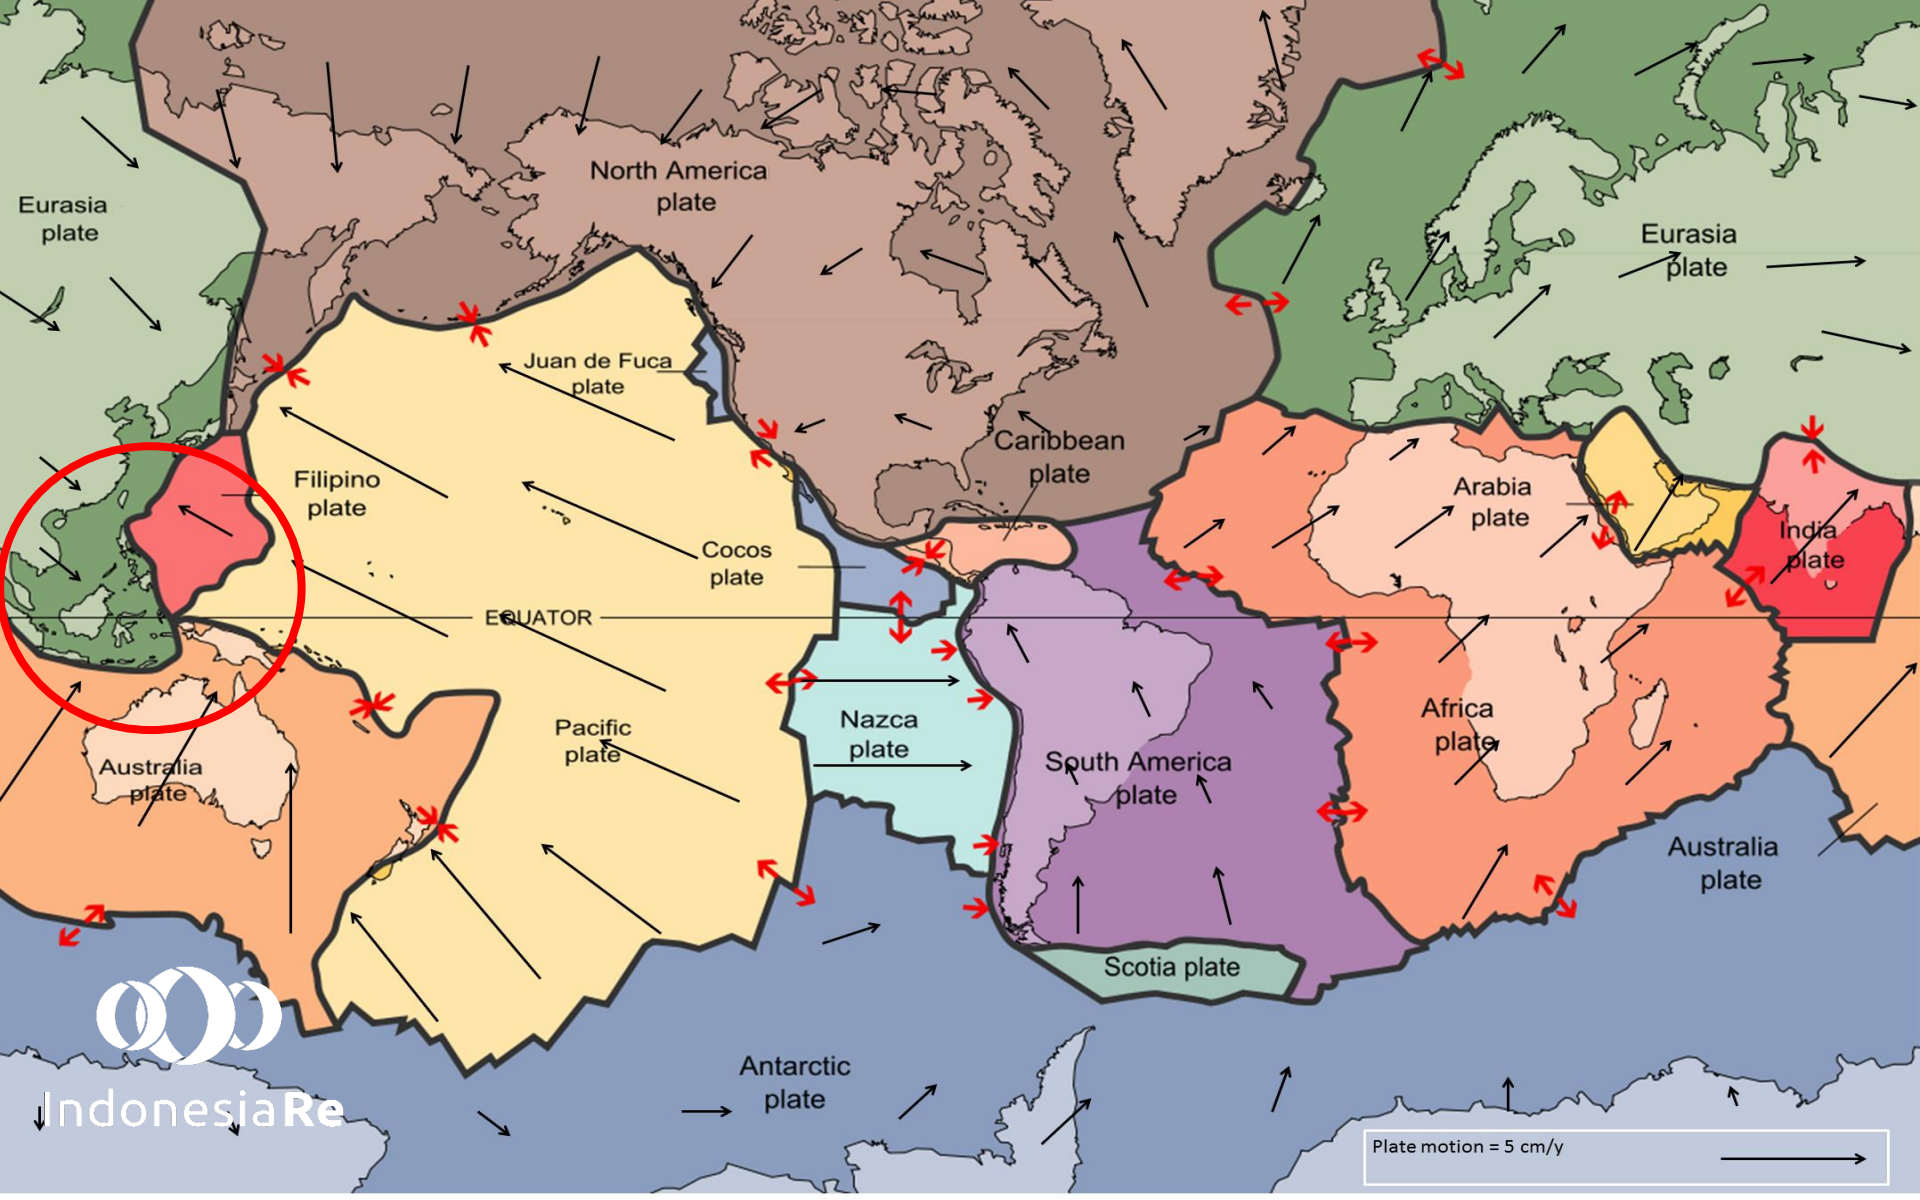 North America
plate
Eurasia
plate
Eurasia
plate
Juan de Fuca
plate
Caribbean
plate
Filipino
plate
Arabia
plate
India
plate
Cocos
plate
EQUATOR
Nazca
plate
Pacific
plate
Africa
plate
South America
plate
Australia
plate
Australia
plate
Scotia plate
Antarctic
plate
IndonesiaRe
Plate motion = 5 cm/y